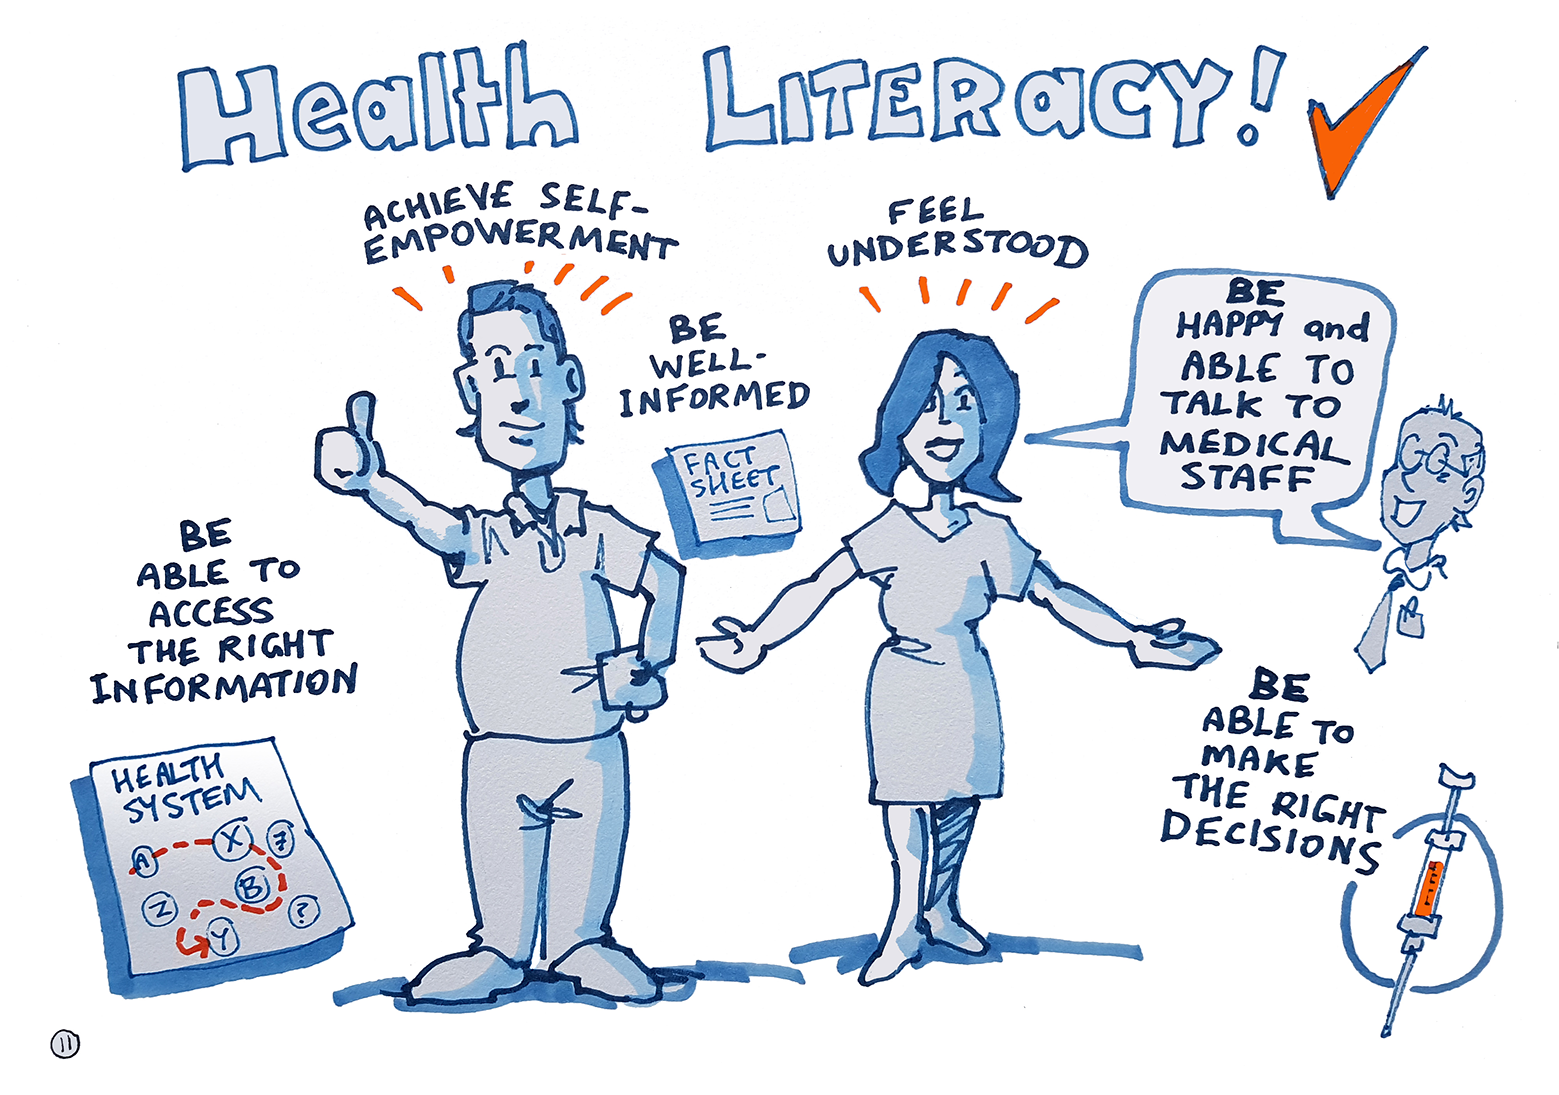 Health LITERACY!
ACHIEVE SELF-
EMPOWERMENT
FEEL
UNDERSTOOD
BE
WELL-
INFORMED
FACT
SHEET
BE
HAPPY and
ABLE TO
TALK TO
MEDICAL
STAFF
BE
ABLE TO
ACCESS
THE RIGHT
INFORMATION
HEALTH
SYSTEM
A X 7
B
Z ?
Y
BE
ABLE TO
MAKE
THE RIGHT
DECISIONS
11